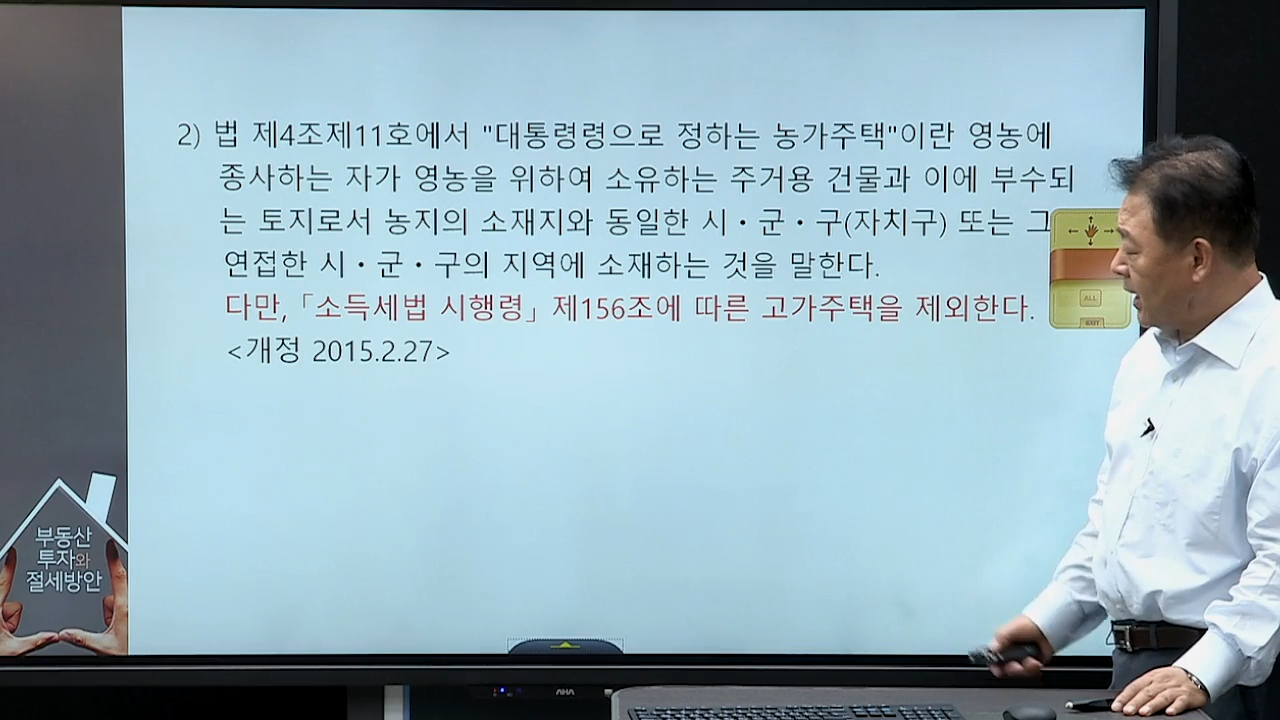 2) 법 제4조제11호에서 "대통령령으로 정하는 농가주택"이란 영농에
종사하는 자가 영농을 위하여 소유하는 주거용 건물과 이에 부수되
는 토지로서 농지의 소재지와 동일한 시·군·구(자치구) 또는 그
연접한 시·군·구의 지역에 소재하는 것을 말한다.
다만,「소득세법 시행령」제156조에 따른 고가주택을 제외한다.
<개정 2015.2.27>
ALL
EXIT
부동산
투자와
절세방안
AHA